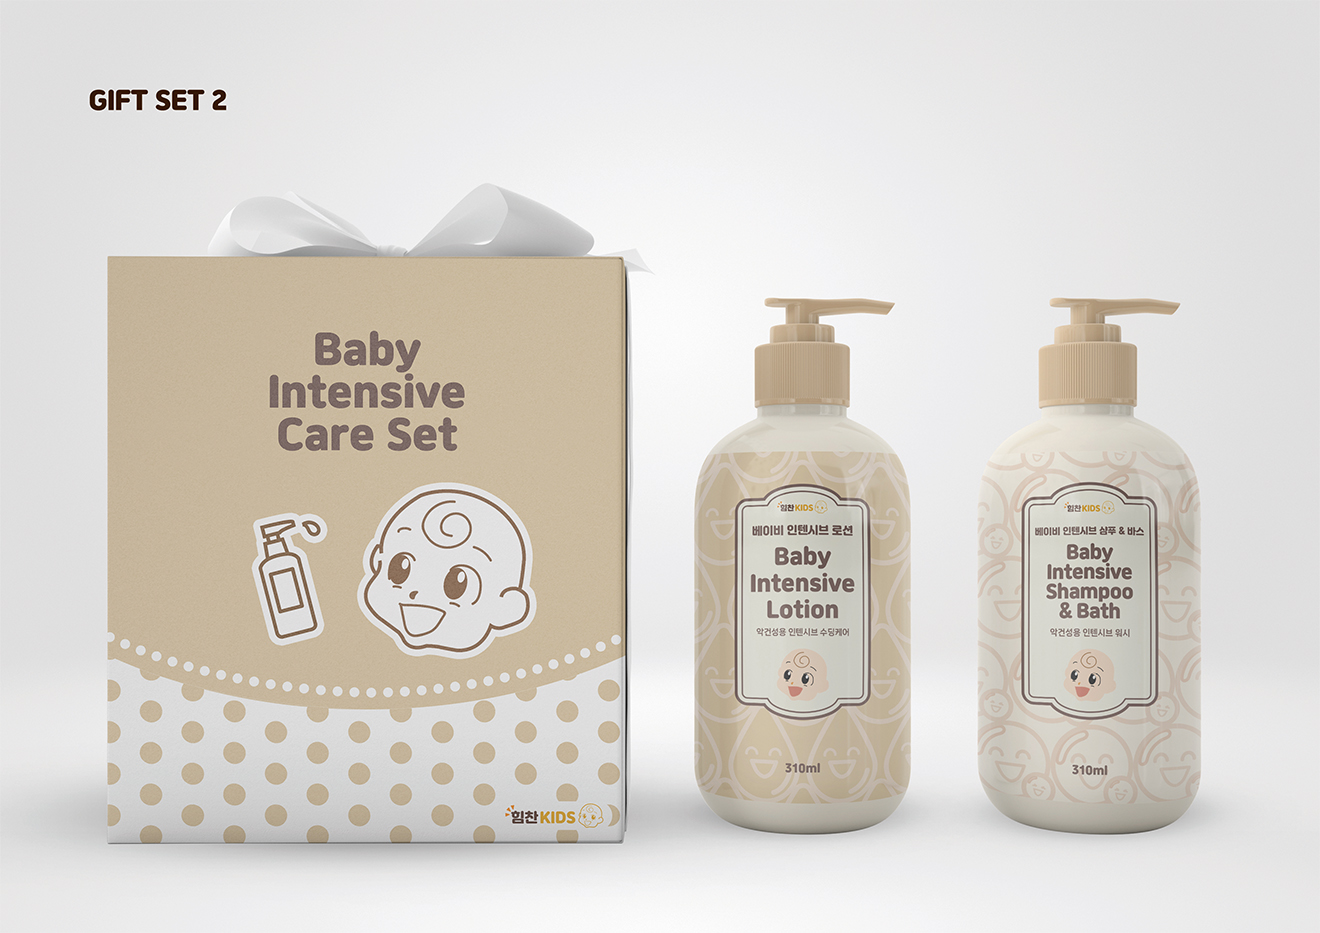 GIFT SET 2
Baby
Intensive
Care Set
힘찬KIDS
힘찬KIDS
베이비 인텐시브 로션
Baby
Intensive
Lotion
악건성용 인텐시브 수딩케어
310ml
힘찬KIDS
베이비 인텐시브 샴푸 & 바스
Baby
Intensive
Shampoo
& Bath
악건성용 인텐시브 워시
310ml